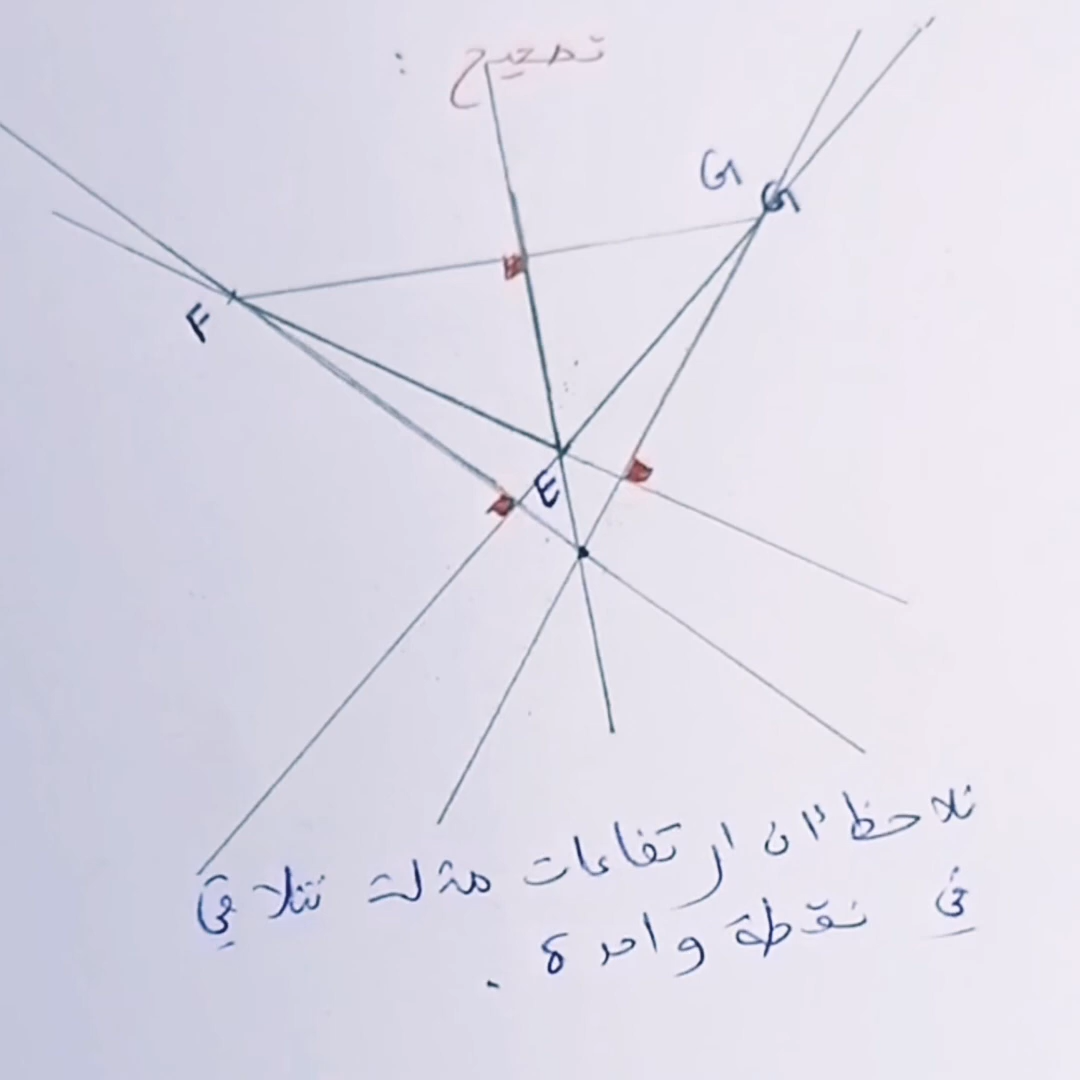 تصحيح :
G
G
F
E
نلاحظ أن ارتفاعات مثلث تتلاقى
في نقطة واحدة .